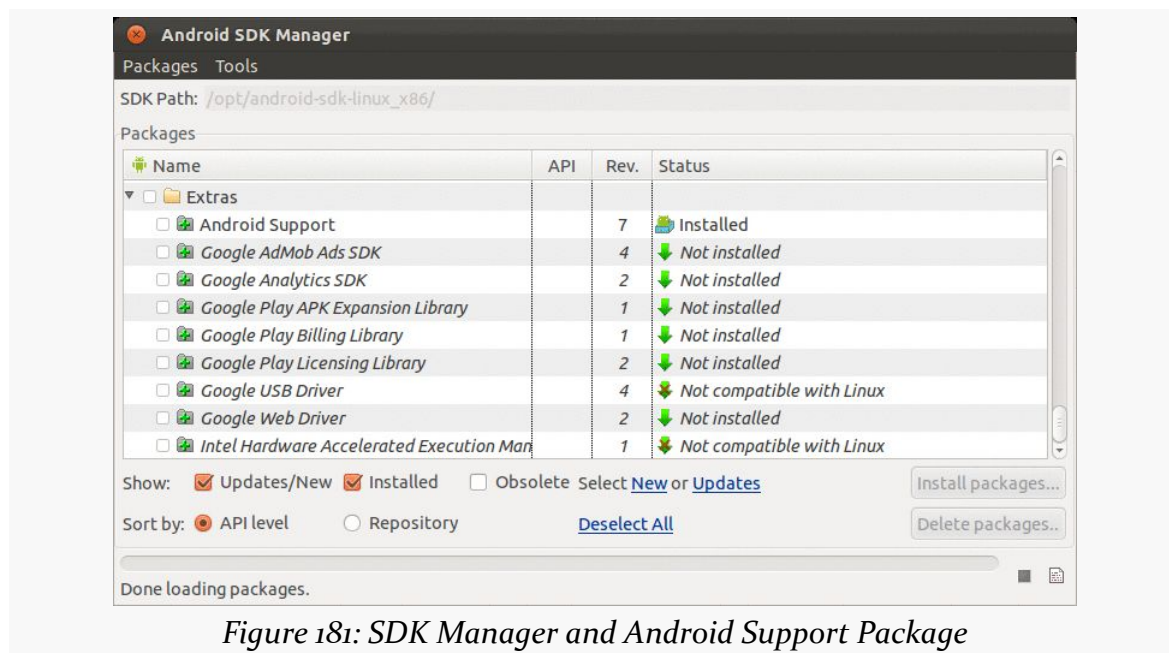 Android SDK Manager
Packages Tools
SDK Path: /opt/android-sdk-linux_x86/
Packages
Name API Rev. Status
Extras
Android Support 7 Installed
Google AdMob Ads SDK 4 Not installed
Google Analytics SDK 2 Not installed
Google Play APK Expansion Library 1 Not installed
Google Play Billing Library 1 Not installed
Google Play Licensing Library 2 Not installed
Google USB Driver 4 Not compatible with Linux
Google Web Driver 2 Not installed
Intel Hardware Accelerated Execution Man 1 Not compatible with Linux
Show: Updates/New Installed Obsolete Select New or Updates Install packages...
Sort by: API level Repository Deselect All Delete packages..
Done loading packages.
Figure 181: SDK Manager and Android Support Package